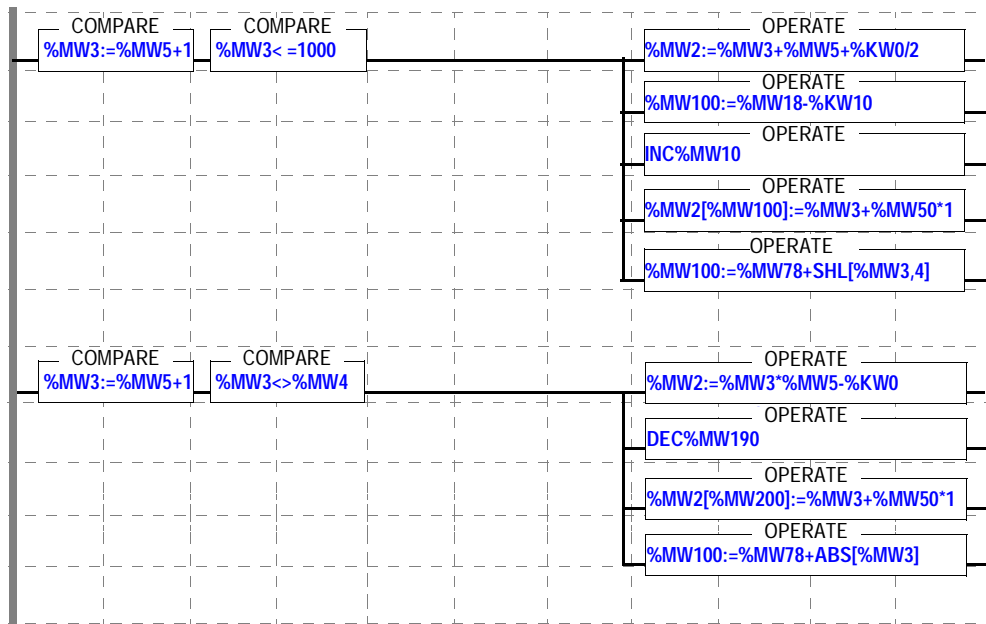 COMPARE COMPARE OPERATE
%MW3:=%MW5+1 %MW3< =1000 %MW2:=%MW3+%MW5+%KW0/2
OPERATE
%MW100:=%MW18-%KW10
OPERATE
INC%MW10
OPERATE
%MW2[%MW100]:=%MW3+%MW50*1
OPERATE
%MW100:=%MW78+SHL[%MW3,4]
COMPARE COMPARE OPERATE
%MW3:=%MW5+1 %MW3<>%MW4 %MW2:=%MW3*%MW5-%KW0
OPERATE
DEC%MW190
OPERATE
%MW2[%MW200]:=%MW3+%MW50*1
OPERATE
%MW100:=%MW78+ABS[%MW3]